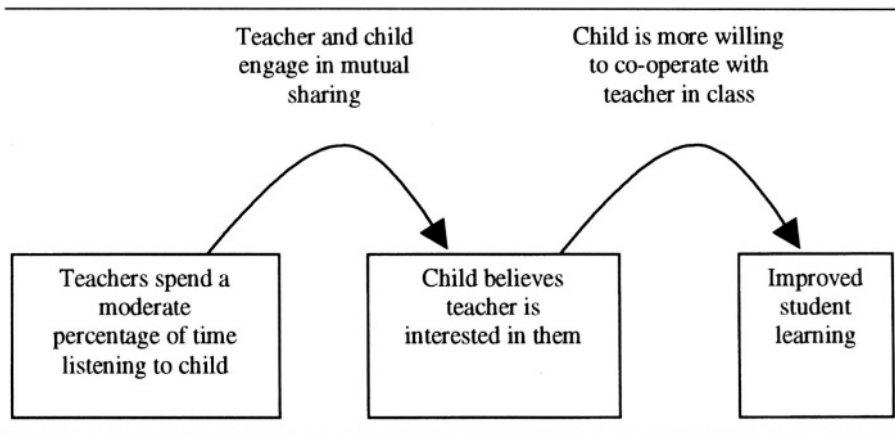 Teacher and child
engage in mutual
sharing
Child is more willing
to co-operate with
teacher in class
Teachers spend a
moderate
percentage of time
listening to child
Child believes
teacher is
interested in them
Improved
student
learning